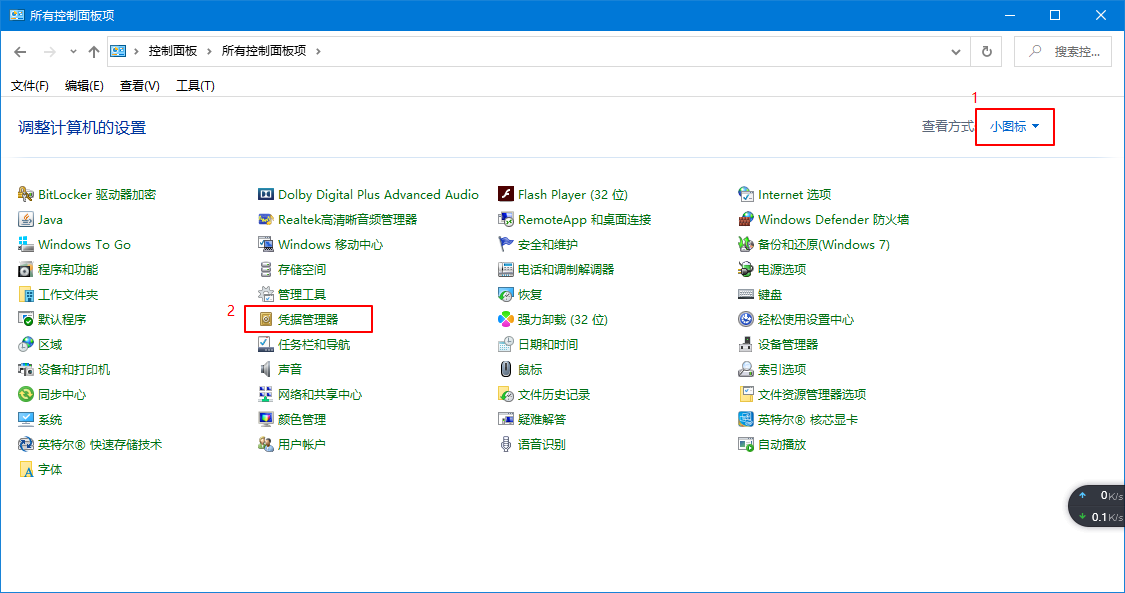 所有控制面板项
控制面板 所有控制面板项
搜索控...
文件(F) 编辑(E) 查看(V) 工具(T)
1
调整计算机的设置
查看方式
小图标
BitLocker 驱动器加密 Dolby Digital Plus Advanced Audio Flash Player (32 位) Internet 选项
Java Realtek高清晰音频管理器 RemoteApp 和桌面连接 Windows Defender 防火墙
Windows To Go Windows 移动中心 安全和维护 备份和还原(Windows 7)
程序和功能 存储空间 电话和调制解调器 电源选项
工作文件夹 管理工具 恢复 键盘
2
默认程序 凭据管理器 强力卸载 (32 位) 轻松使用设置中心
区域 任务栏和导航 日期和时间 设备管理器
设备和打印机 声音 鼠标 索引选项
同步中心 网络和共享中心 文件历史记录 文件资源管理器选项
系统 颜色管理 疑难解答 英特尔® 核芯显卡
英特尔® 快速存储技术 用户帐户 语音识别 自动播放
字体
0K/s
0.1K/s